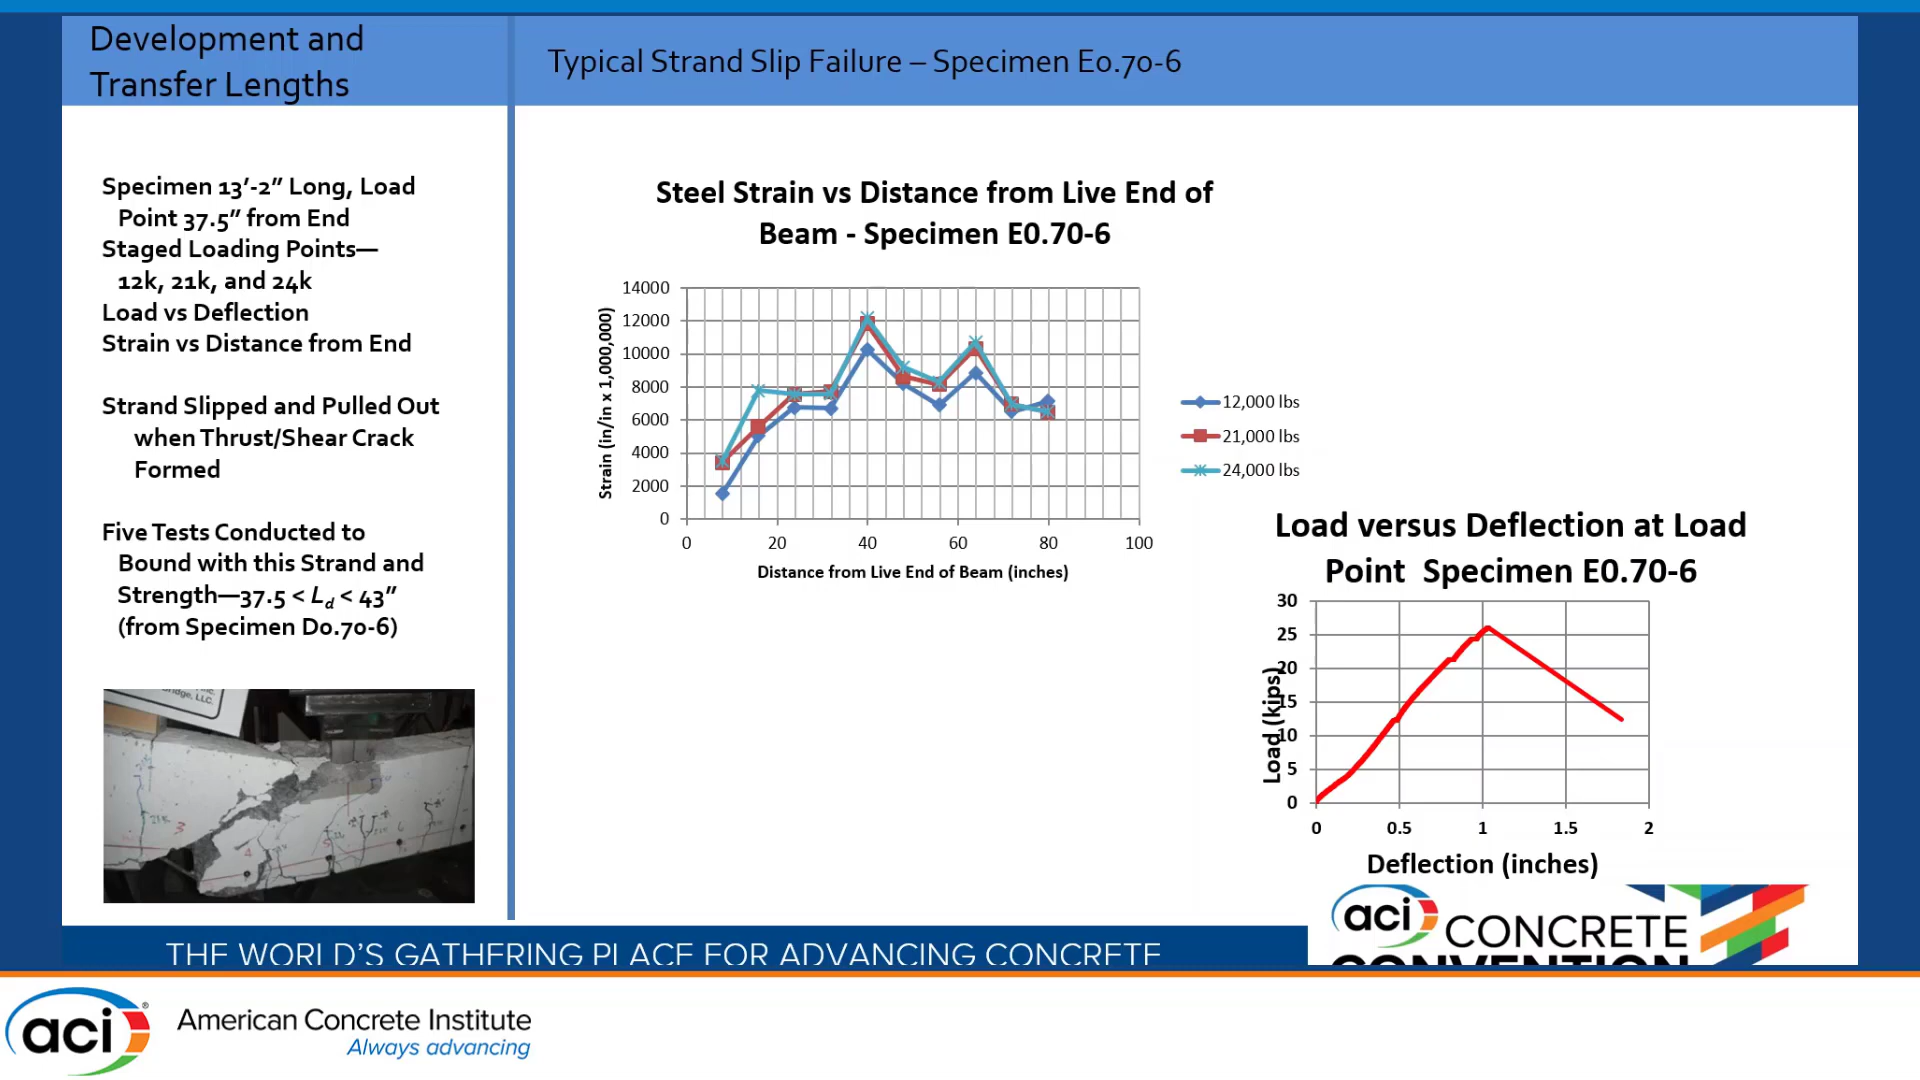 Development and
Transfer Lengths
Typical Strand Slip Failure – Specimen E0.70-6
Specimen 13’-2” Long, Load
Point 37.5” from End
Staged Loading Points—
12k, 21k, and 24k
Load vs Deflection
Strain vs Distance from End
Strand Slipped and Pulled Out
when Thrust/Shear Crack
Formed
Five Tests Conducted to
Bound with this Strand and
Strength—37.5 < Ld < 43”
(from Specimen D0.70-6)
Steel Strain vs Distance from Live End of
Beam - Specimen E0.70-6
Strain (in/in x 1,000,000)
14000
12000
10000
8000
6000
4000
2000
0
0 20 40 60 80 100
Distance from Live End of Beam (inches)
12,000 lbs
21,000 lbs
24,000 lbs
Load versus Deflection at Load
Point Specimen E0.70-6
Load (kips)
30
25
20
15
10
5
0
0 0.5 1 1.5 2
Deflection (inches)
THE WORLD’S GATHERING PLACE FOR ADVANCING CONCRETE
aci CONCRETE
CONVENTION
aci®
American Concrete Institute
Always advancing